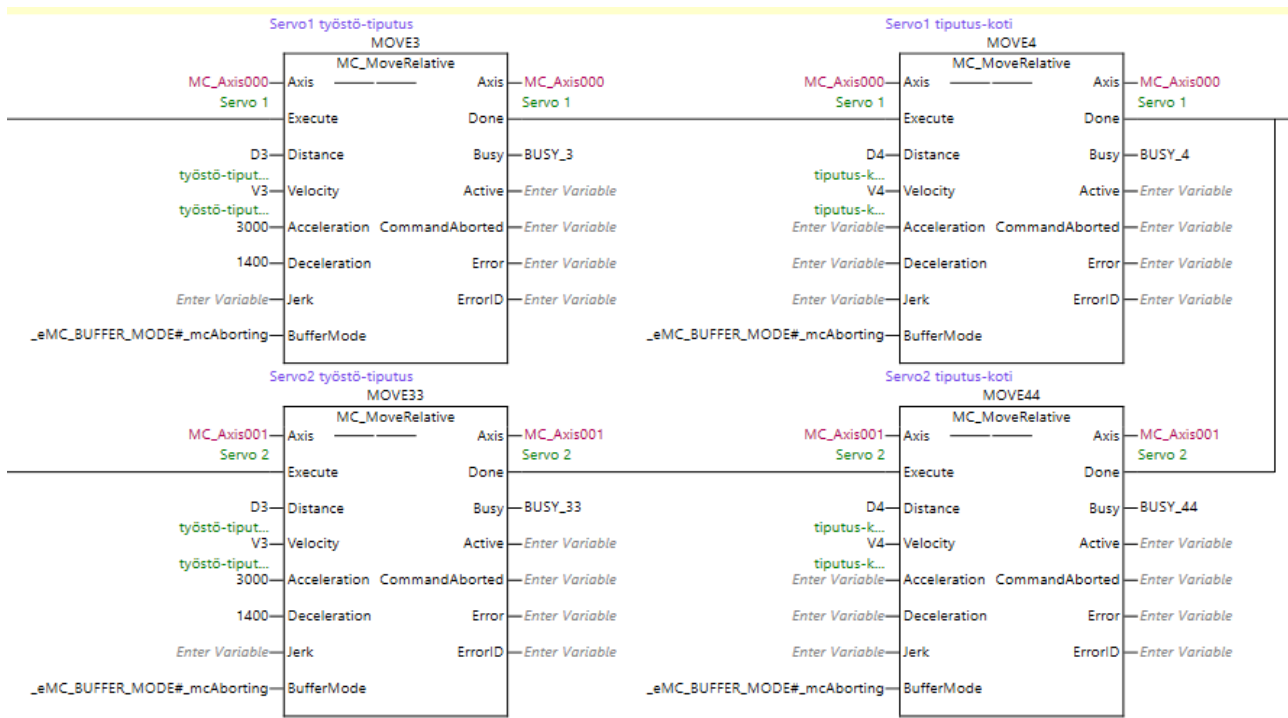 Servo1 työstö-tiputus
MOVE3
MC_MoveRelative
MC_Axis000 Axis Axis MC_Axis000
Servo 1 Servo 1
Execute Done
D3 Distance Busy BUSY_3
työstö-tiput...
V3 Velocity Active Enter Variable
työstö-tiput...
3000 Acceleration CommandAborted Enter Variable
1400 Deceleration Error Enter Variable
Enter Variable Jerk ErrorID Enter Variable
_eMC_BUFFER_MODE#_mcAborting BufferMode
Servo1 tiputus-koti
MOVE4
MC_MoveRelative
MC_Axis000 Axis Axis MC_Axis000
Servo 1 Servo 1
Execute Done
D4 Distance Busy BUSY_4
tiputus-k...
V4 Velocity Active Enter Variable
tiputus-k...
Enter Variable Acceleration CommandAborted Enter Variable
Enter Variable Deceleration Error Enter Variable
Enter Variable Jerk ErrorID Enter Variable
_eMC_BUFFER_MODE#_mcAborting BufferMode
Servo2 työstö-tiputus
MOVE33
MC_MoveRelative
MC_Axis001 Axis Axis MC_Axis001
Servo 2 Servo 2
Execute Done
D3 Distance Busy BUSY_33
työstö-tiput...
V3 Velocity Active Enter Variable
työstö-tiput...
3000 Acceleration CommandAborted Enter Variable
1400 Deceleration Error Enter Variable
Enter Variable Jerk ErrorID Enter Variable
_eMC_BUFFER_MODE#_mcAborting BufferMode
Servo2 tiputus-koti
MOVE44
MC_MoveRelative
MC_Axis001 Axis Axis MC_Axis001
Servo 2 Servo 2
Execute Done
D4 Distance Busy BUSY_44
tiputus-k...
V4 Velocity Active Enter Variable
tiputus-k...
Enter Variable Acceleration CommandAborted Enter Variable
Enter Variable Deceleration Error Enter Variable
Enter Variable Jerk ErrorID Enter Variable
_eMC_BUFFER_MODE#_mcAborting BufferMode